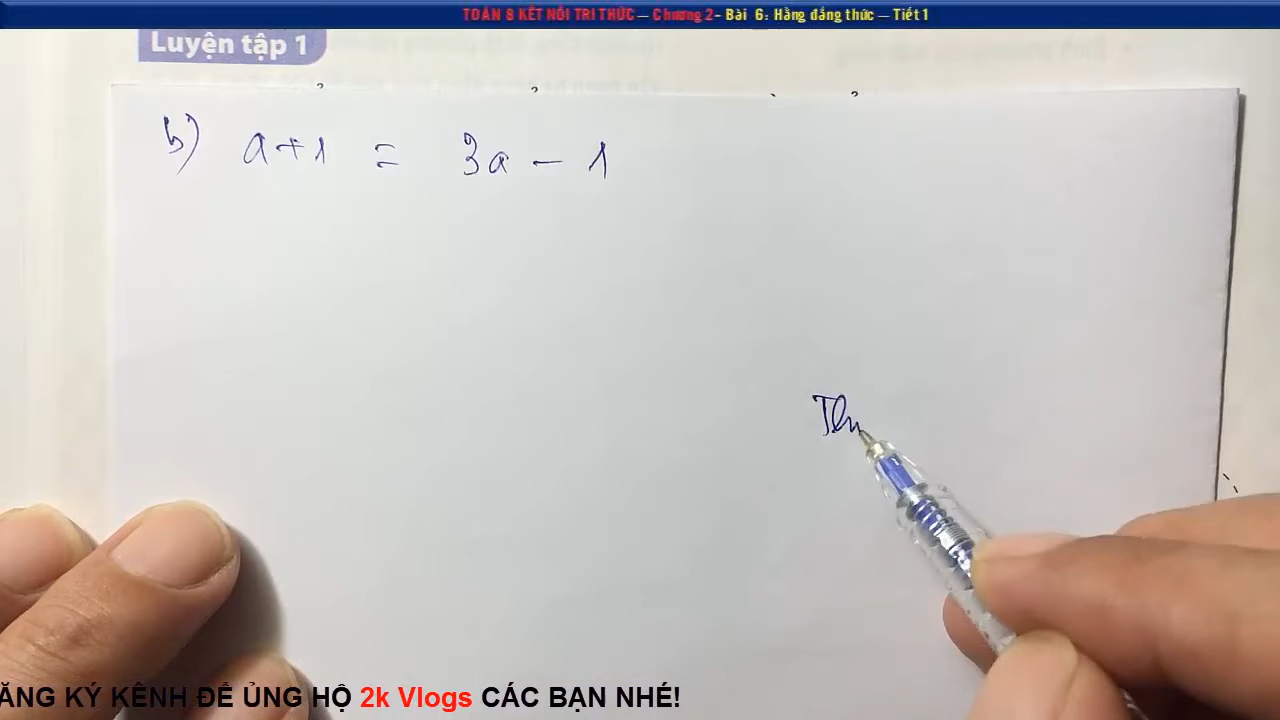 TOÁN 8 KẾT NỐI TRI THỨC – Chương 2 - Bài 6: Hằng đẳng thức – Tiết 1
Luyện tập 1
b) a+1 = 3a - 1
ĂNG KÝ KÊNH ĐỂ ỦNG HỘ 2k Vlogs CÁC BẠN NHÉ!